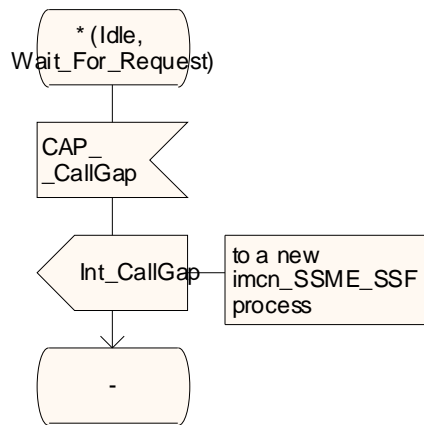 * (Idle,
Wait_For_Request)
CAP_
_CallGap
Int_CallGap
to a new
imcn_SSME_SSF
process
-